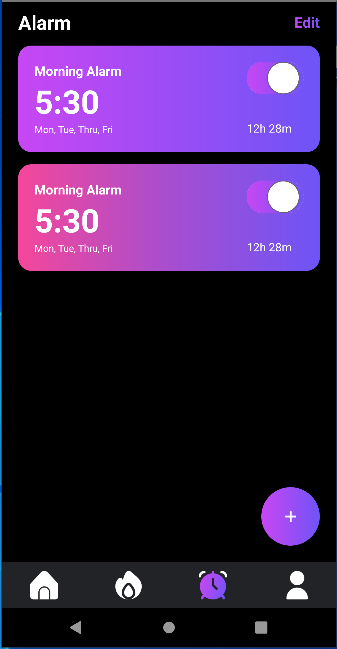 Alarm Edit
Morning Alarm
5:30
Mon, Tue, Thru, Fri
12h 28m
Morning Alarm
5:30
Mon, Tue, Thru, Fri
12h 28m
+